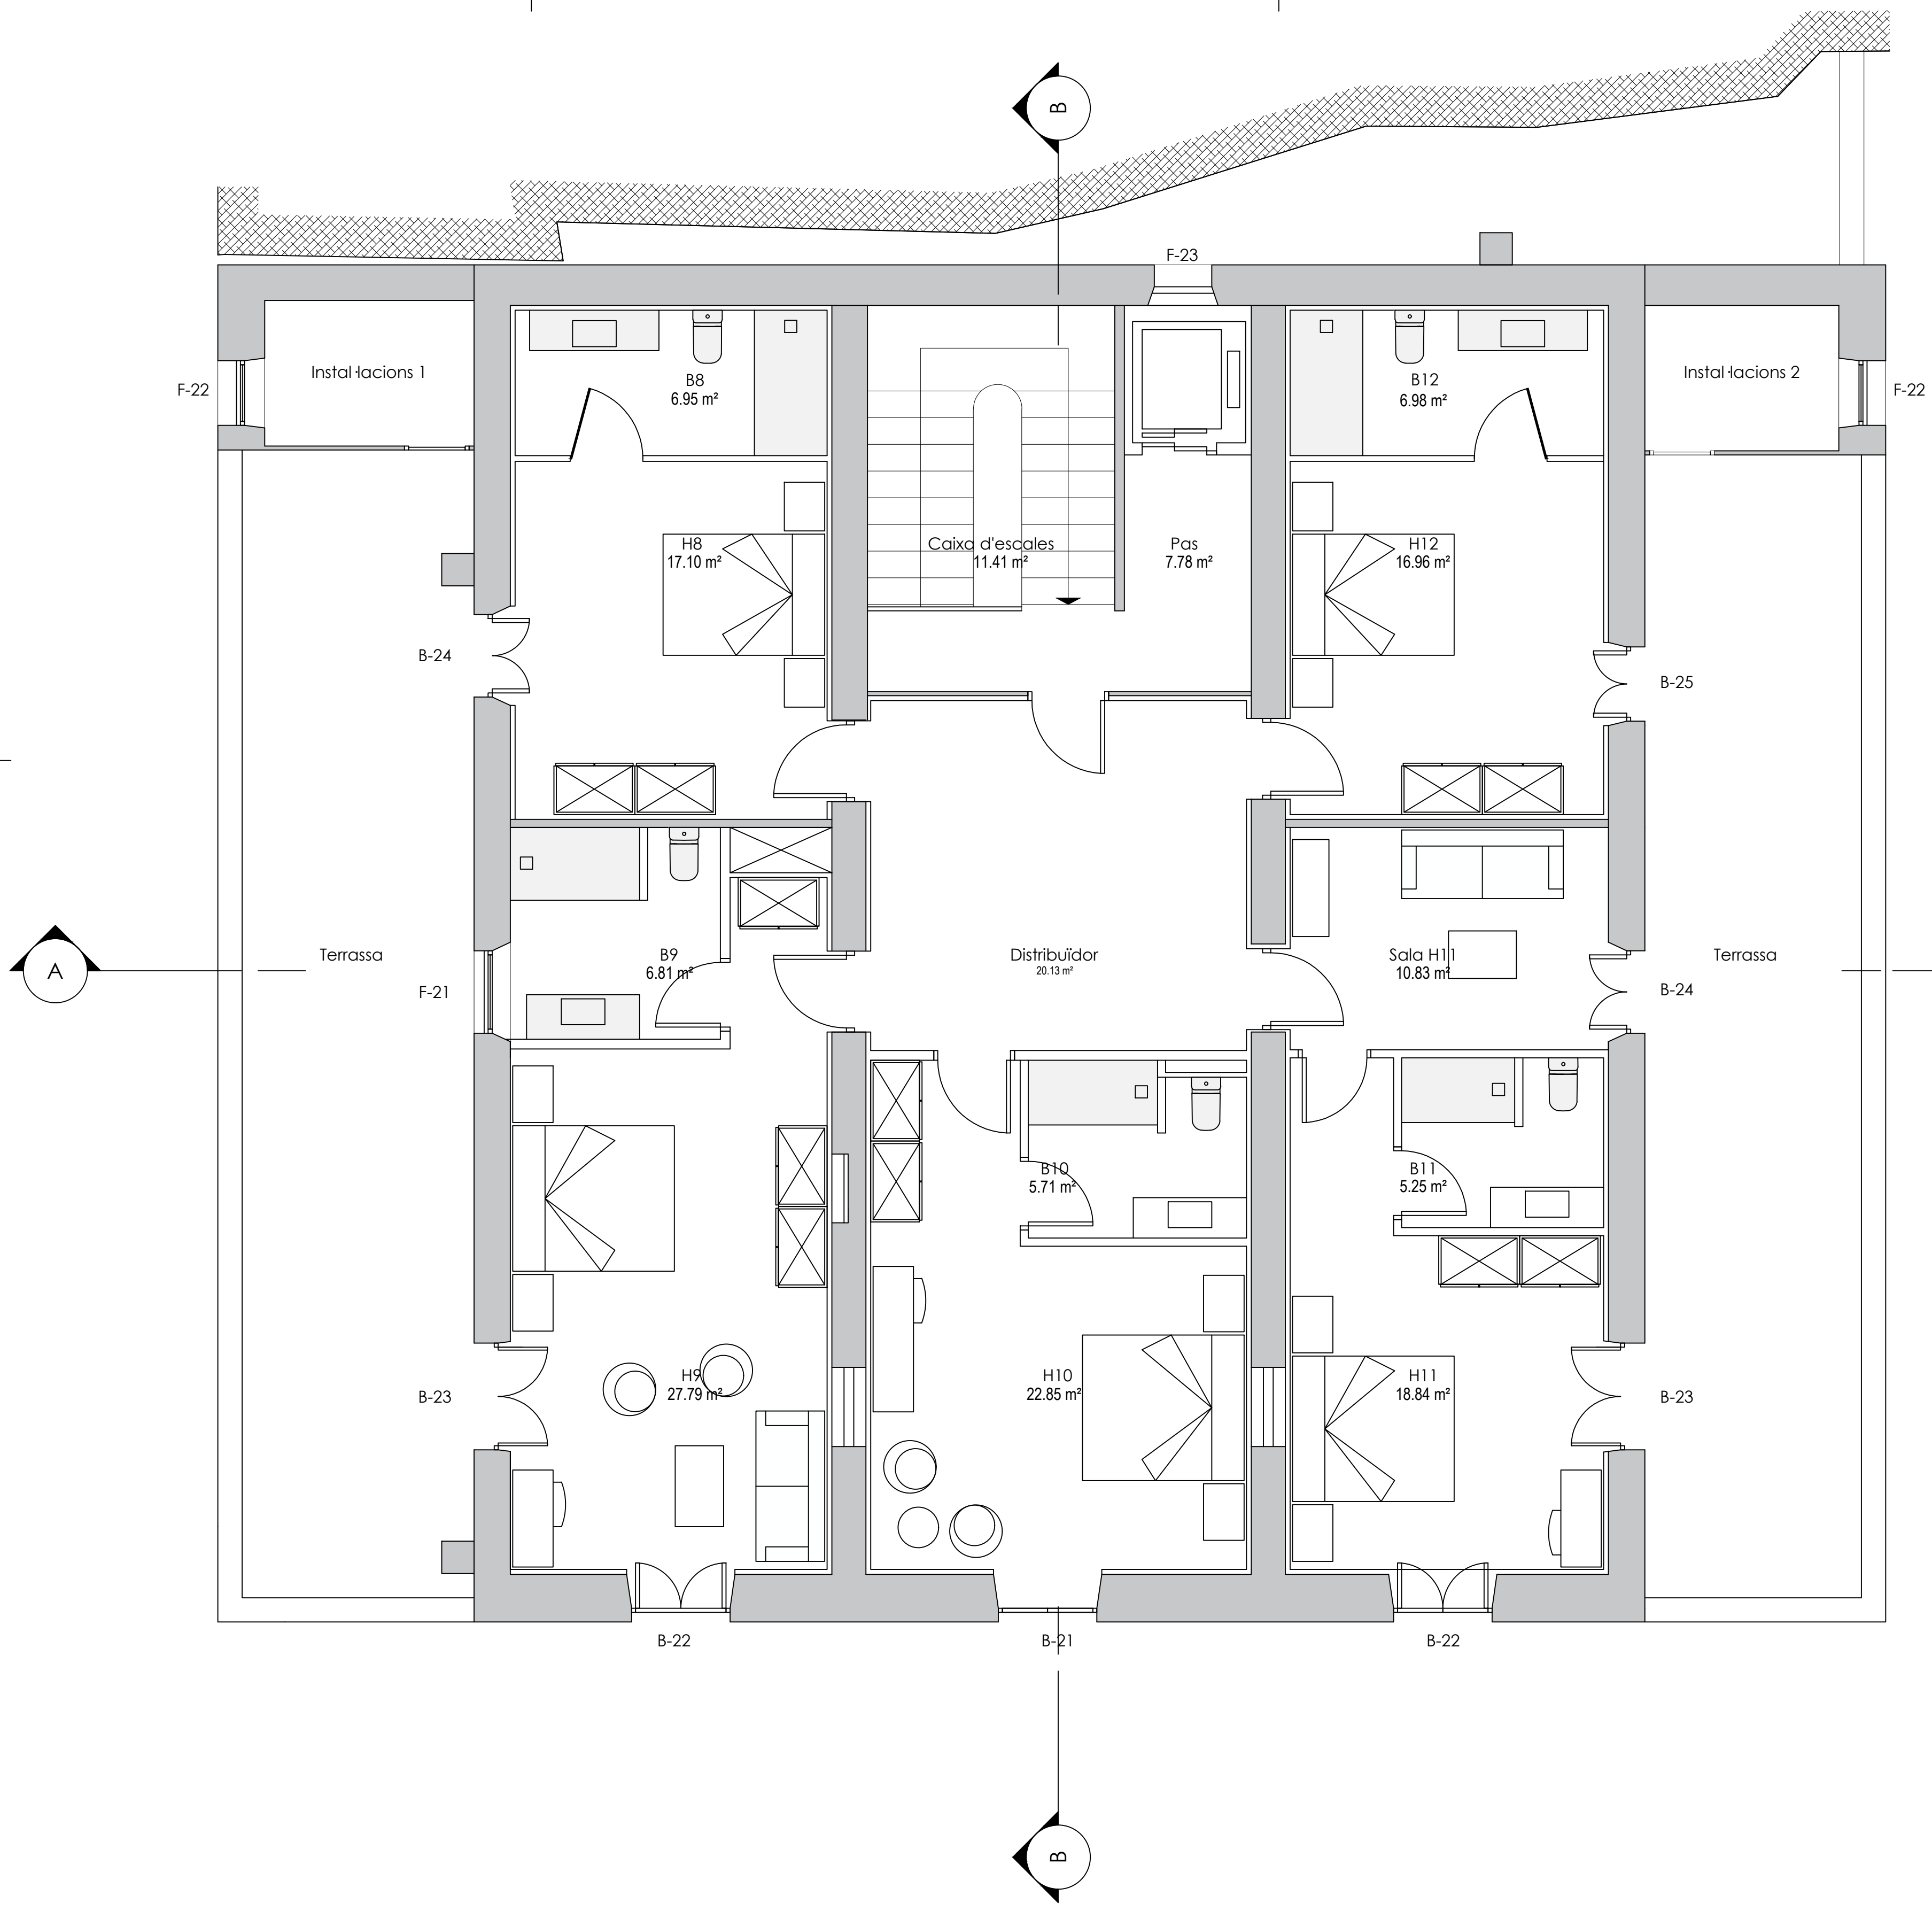 B
F-23
Instal·lacions 1
Instal·lacions 2
F-22
F-22
B8
6.95 m²
B12
6.98 m²
H8
17.10 m²
Caixa d'escales
11.41 m²
Pas
7.78 m²
H12
16.96 m²
B-24
B-25
A
Terrassa
B9
6.81 m²
Distribuïdor
20.13 m²
Sala H11
10.83 m²
Terrassa
F-21
B-24
B10
5.71 m²
B11
5.25 m²
H9
27.79 m²
H10
22.85 m²
H11
18.84 m²
B-23
B-23
B-22
B-21
B-22
B